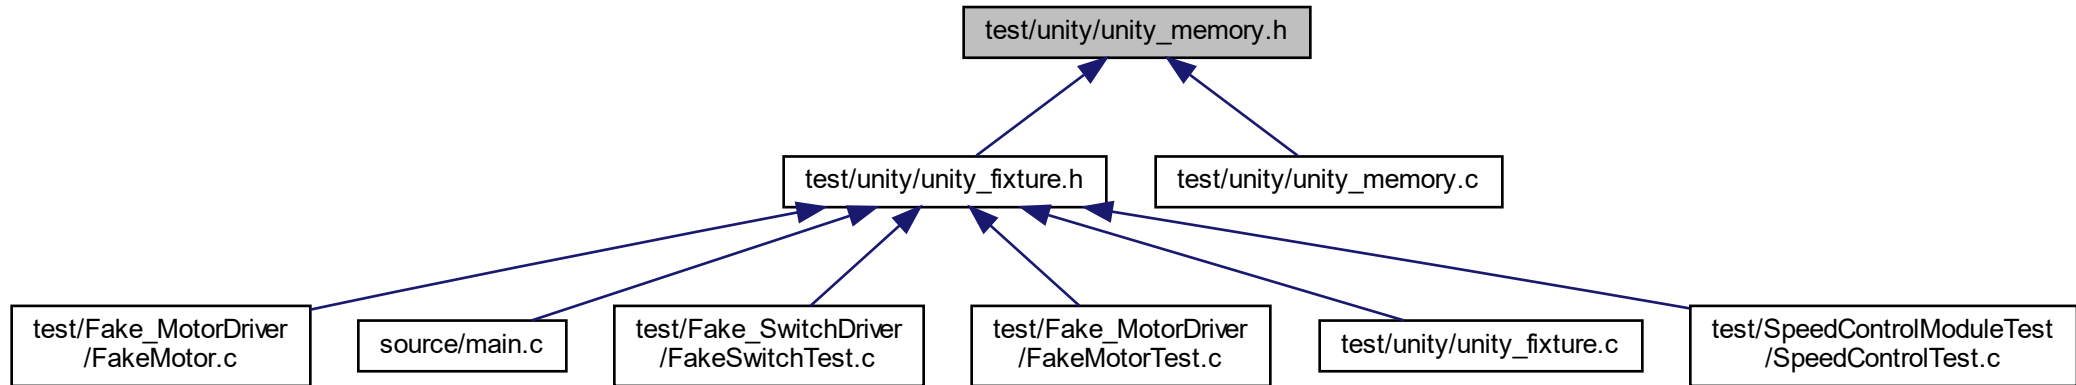 test/unity/unity_memory.h
test/unity/unity_fixture.h
test/unity/unity_memory.c
test/Fake_MotorDriver
/FakeMotor.c
source/main.c
test/Fake_SwitchDriver
/FakeSwitchTest.c
test/Fake_MotorDriver
/FakeMotorTest.c
test/unity/unity_fixture.c
test/SpeedControlModuleTest
/SpeedControlTest.c